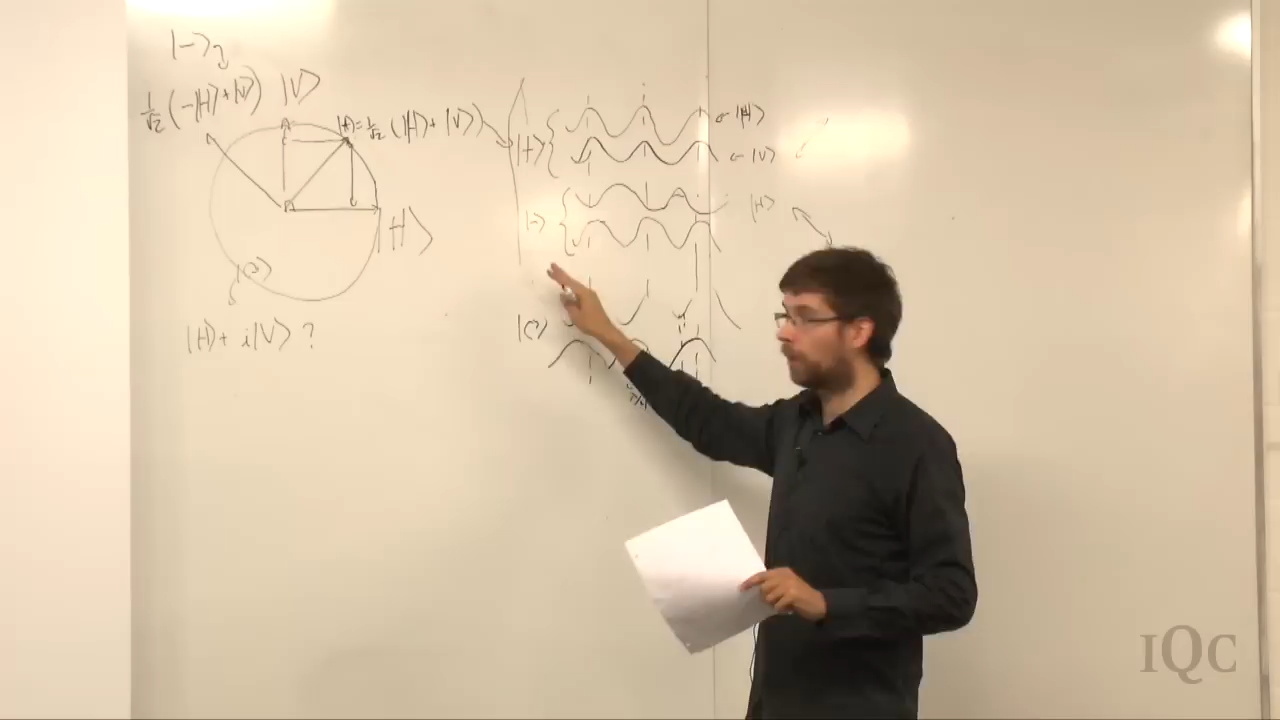 |−⟩
1/√2 (−|H⟩+|V⟩) |V⟩
|+⟩=1/√2 (|H⟩+|V⟩)
|H⟩
|↻⟩
|H⟩+ i|V⟩ ?
|+⟩ { ← |H⟩
← |V⟩
|−⟩ { |H⟩
|↻⟩
IQC